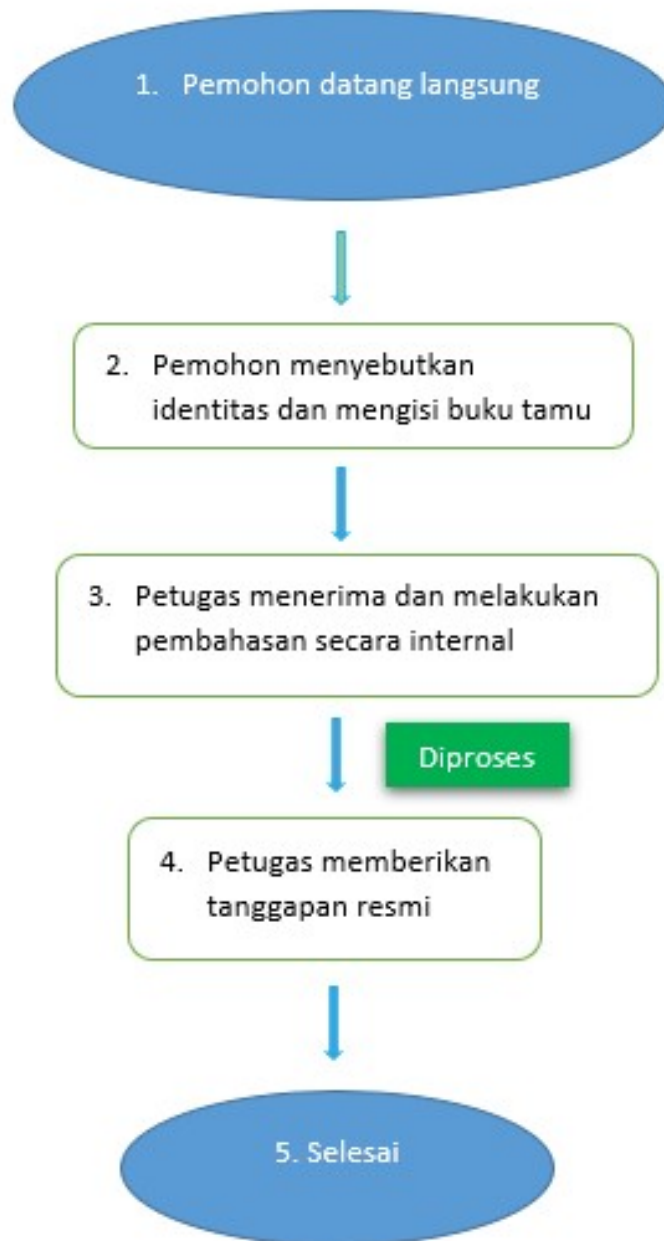 1. Pemohon datang langsung
2. Pemohon menyebutkan
identitas dan mengisi buku tamu
3. Petugas menerima dan melakukan
pembahasan secara internal
Diproses
4. Petugas memberikan
tanggapan resmi
5. Selesai